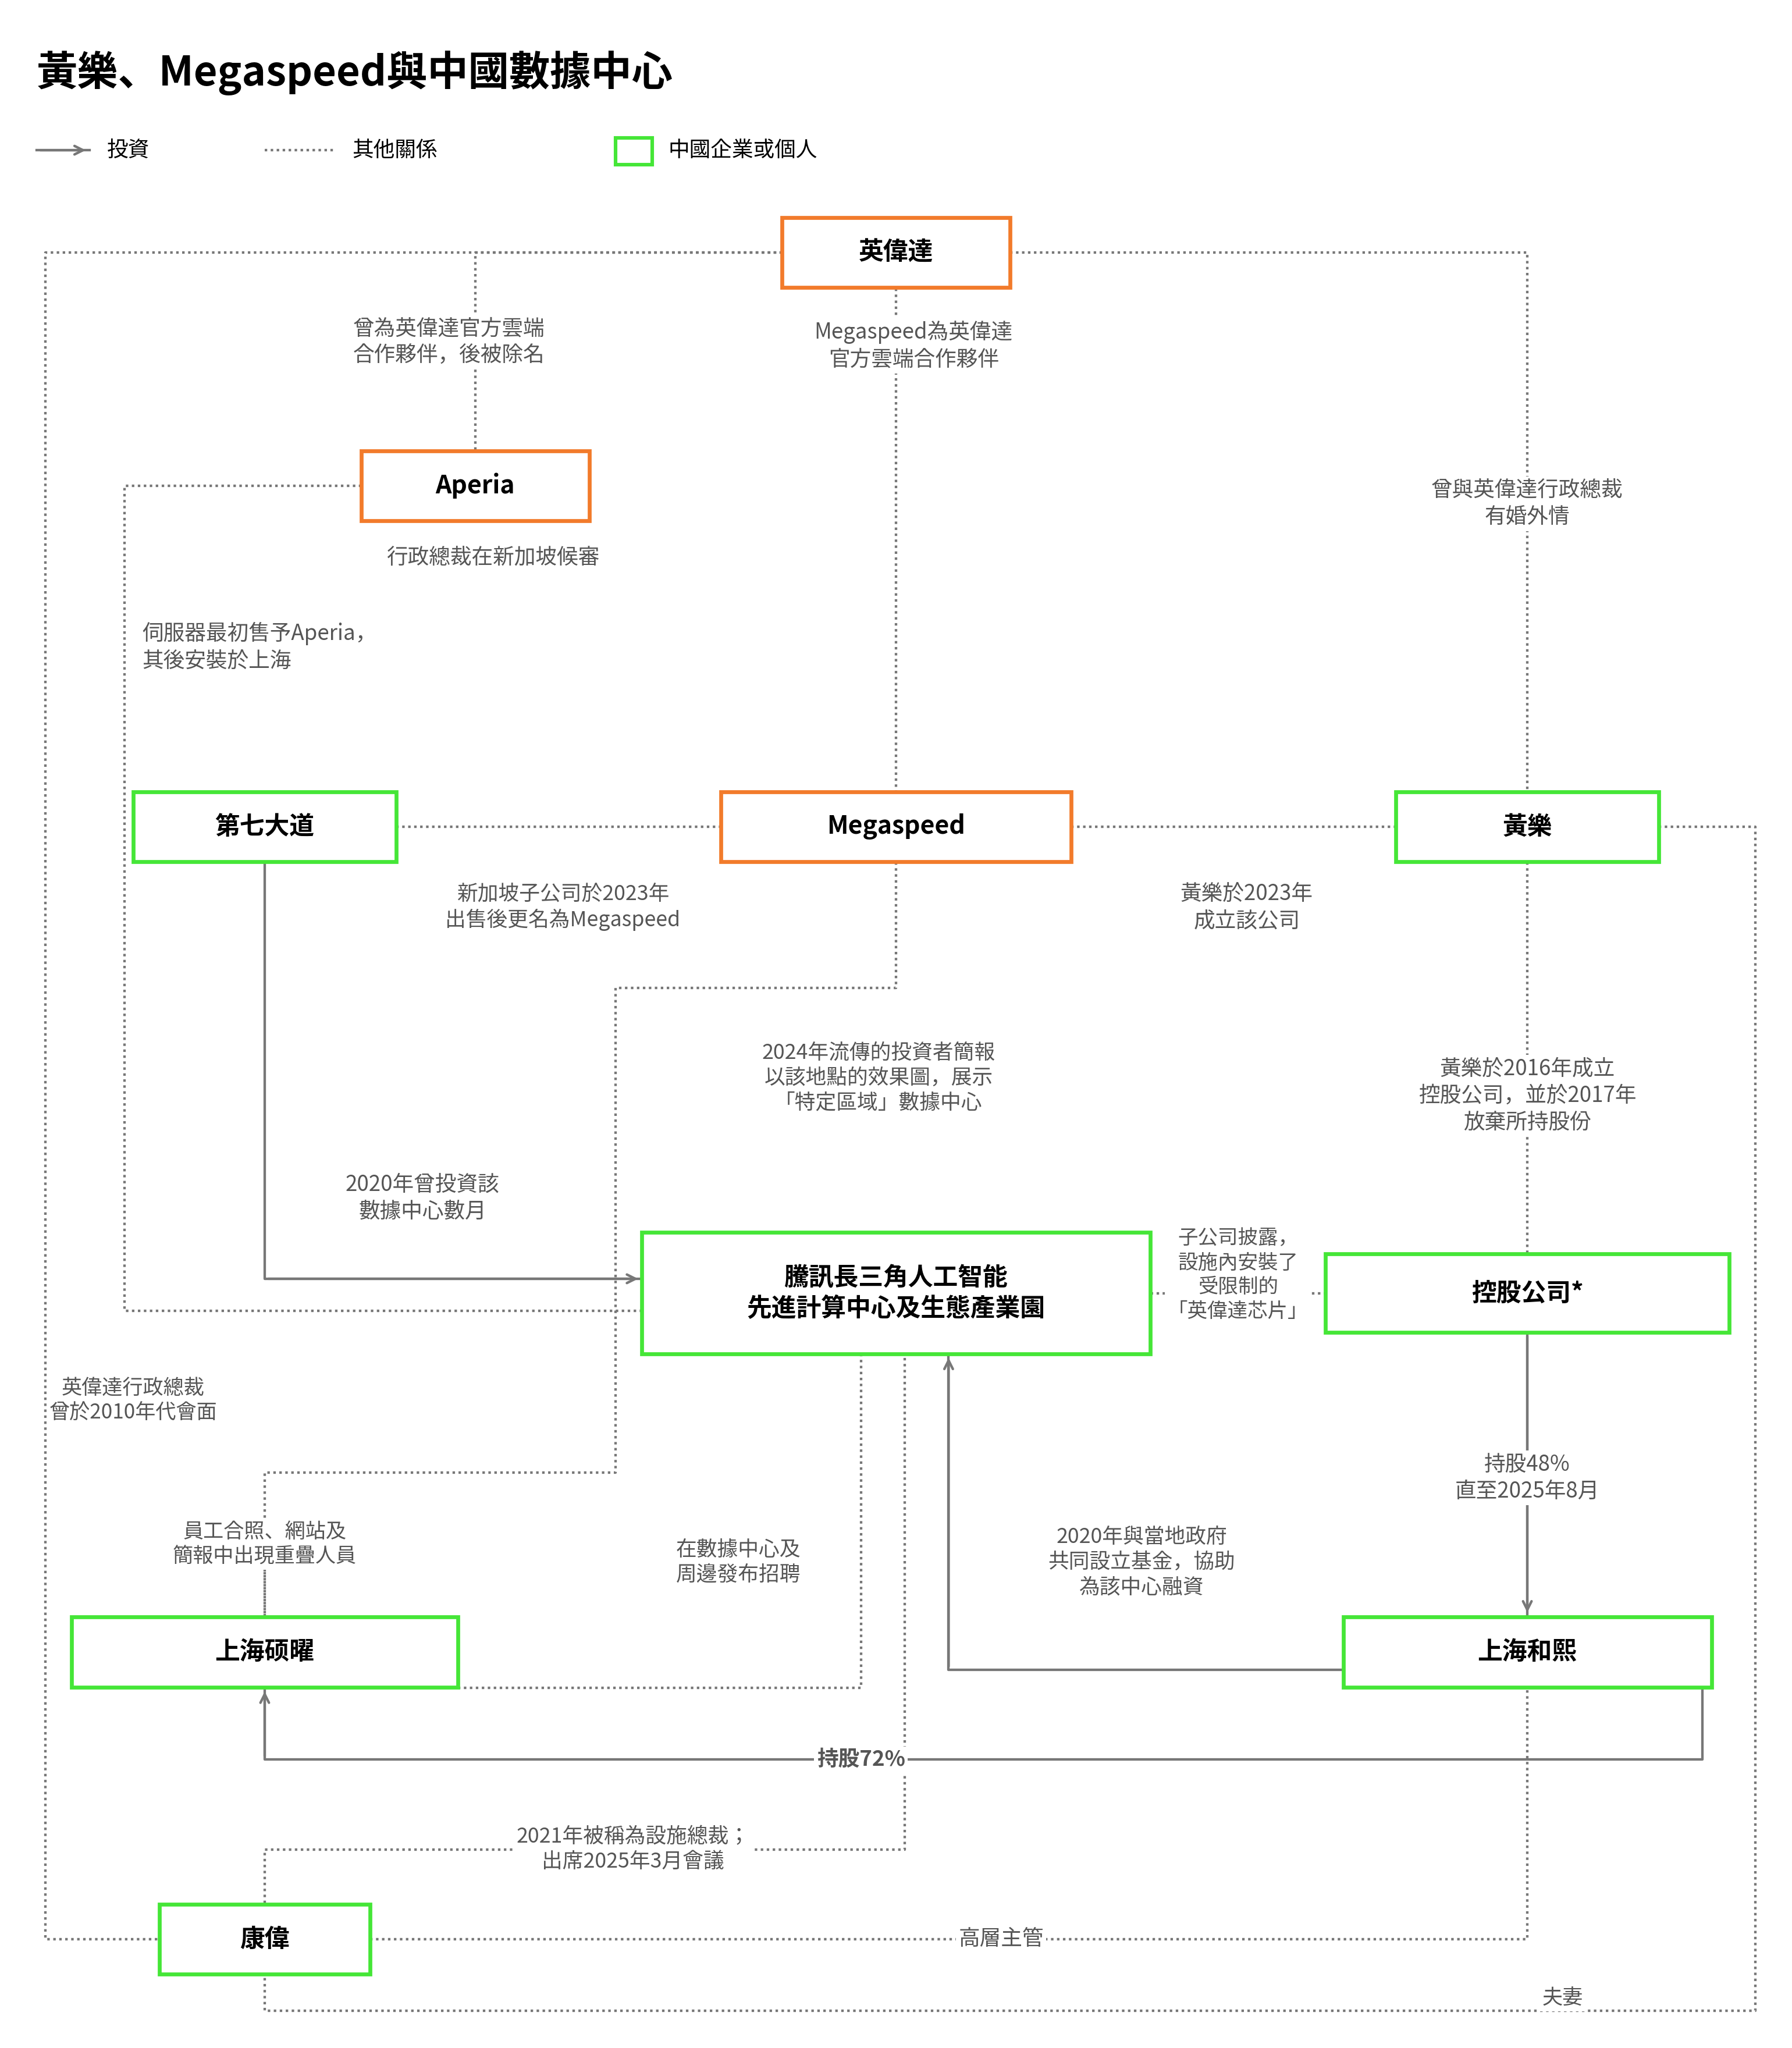 黃樂、Megaspeed與中國數據中心
投資
其他關係
中國企業或個人
英偉達
曾為英偉達官方雲端
合作夥伴，後被除名
Megaspeed為英偉達
官方雲端合作夥伴
Aperia
曾與英偉達行政總裁
有婚外情
行政總裁在新加坡候審
伺服器最初售予Aperia，
其後安裝於上海
第七大道
Megaspeed
黃樂
新加坡子公司於2023年
出售後更名為Megaspeed
黃樂於2023年
成立該公司
2024年流傳的投資者簡報
以該地點的效果圖，展示
「特定區域」數據中心
黃樂於2016年成立
控股公司，並於2017年
放棄所持股份
2020年曾投資該
數據中心數月
騰訊長三角人工智能
先進計算中心及生態產業園
子公司披露，
設施內安裝了
受限制的
「英偉達芯片」
控股公司*
英偉達行政總裁
曾於2010年代會面
持股48%
直至2025年8月
員工合照、網站及
簡報中出現重疊人員
在數據中心及
周邊發布招聘
2020年與當地政府
共同設立基金，協助
為該中心融資
上海硕曜
上海和熙
持股72%
2021年被稱為設施總裁；
出席2025年3月會議
康偉
高層主管
夫妻